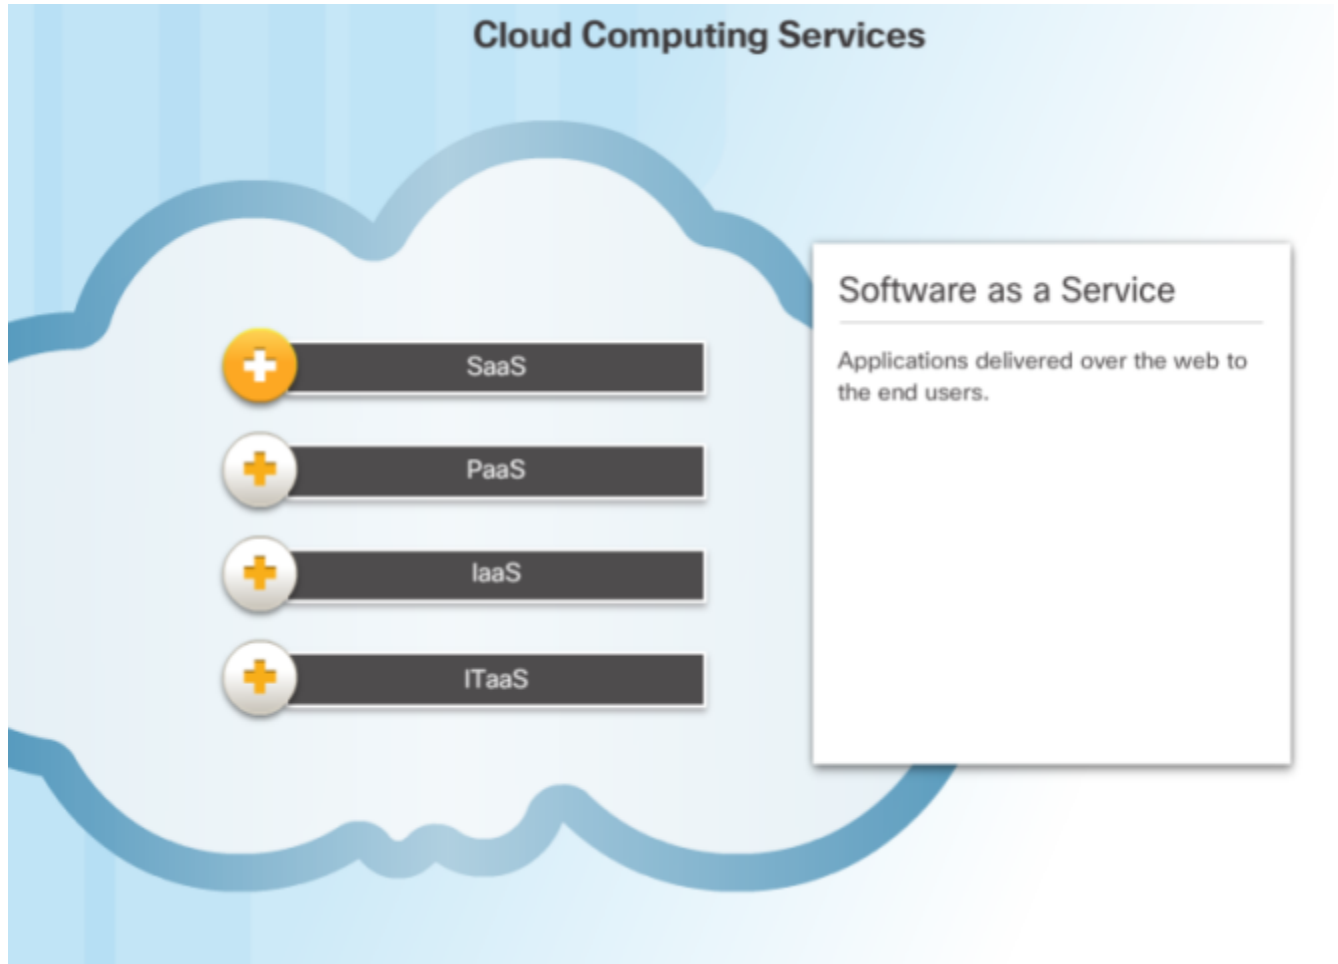 Cloud Computing Services
SaaS
PaaS
IaaS
ITaaS
Software as a Service
Applications delivered over the web to
the end users.